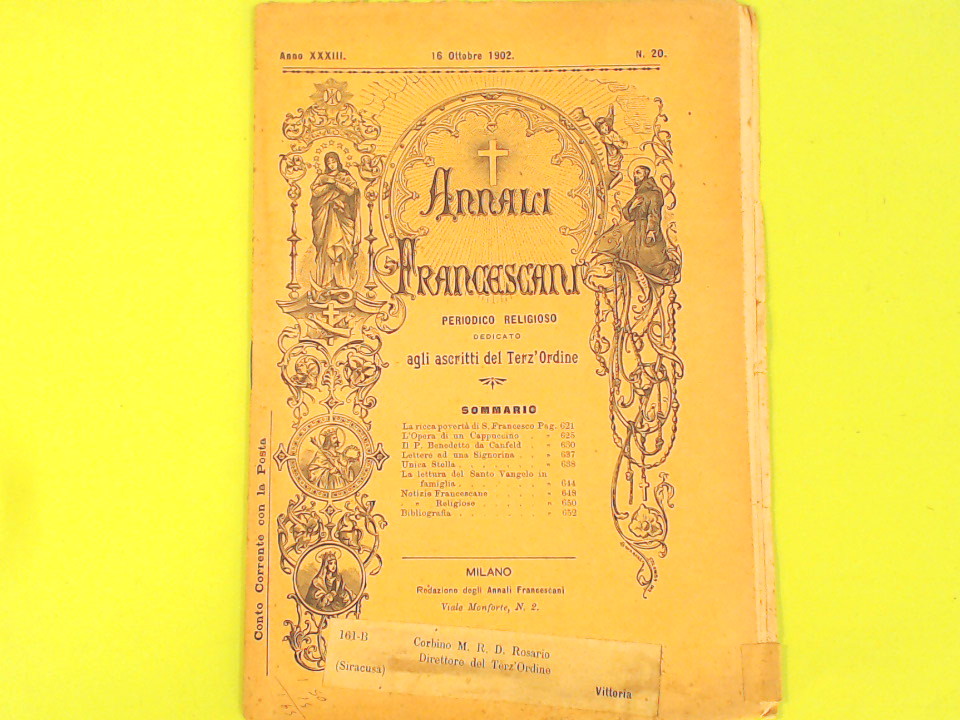 Anno XXXIII. 16 Ottobre 1902. N. 20.
Annali
Francescani
PERIODICO RELIGIOSO
DEDICATO
agli ascritti del Terz'Ordine
SOMMARIO
La ricca povertà di S. Francesco Pag. 621
L'Opera di un Cappuccino . » 625
Il P. Benedetto da Canfeld . » 630
Lettere ad una Signorina . . » 637
Unica Stella . . . . . . . » 638
La lettura del Santo Vangelo in
famiglia . . . . . . . » 644
Notizie Francescane . . . . » 648
» Religiose . . . . . » 650
Bibliografia . . . . . . . » 652
MILANO
Redazione degli Annali Francescani
Viale Monforte, N. 2.
Conto Corrente con la Posta
161-B
Corbino M. R. D. Rosario
Direttore del Terz'Ordine
(Siracusa)
Vittoria